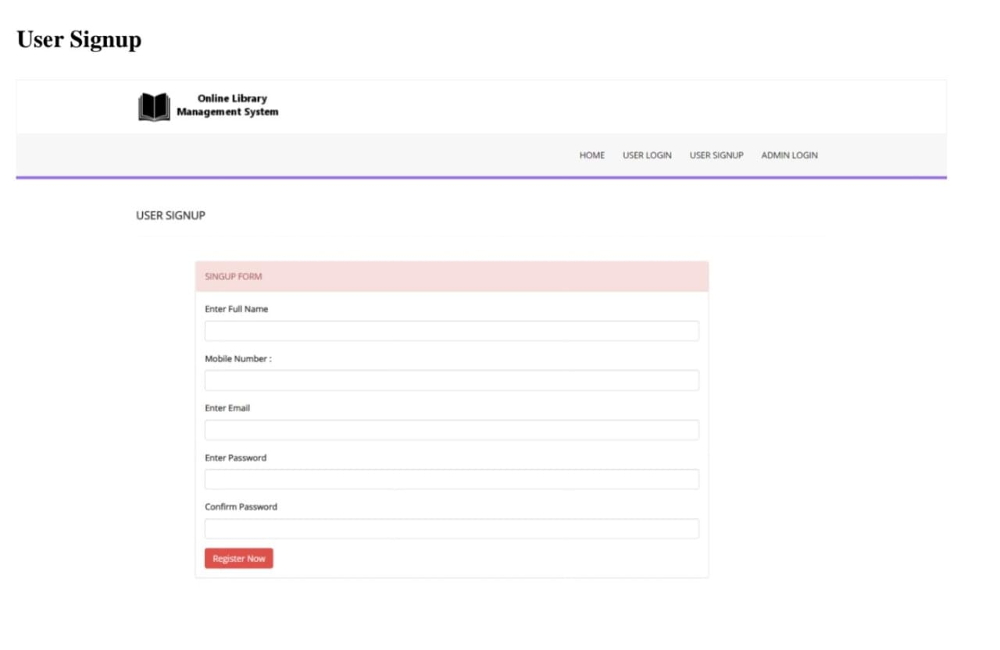 User Signup
Online Library
Management System
HOME USER LOGIN USER SIGNUP ADMIN LOGIN
USER SIGNUP
SINGUP FORM
Enter Full Name
Mobile Number :
Enter Email
Enter Password
Confirm Password
Register Now